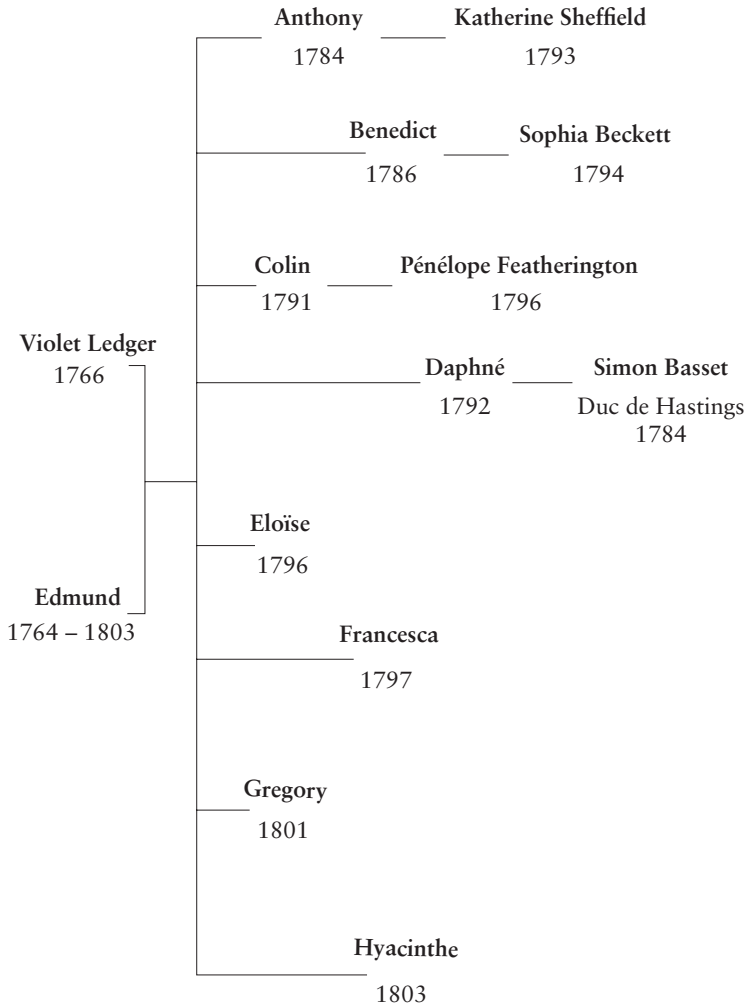 Anthony
1784
Katherine Sheffield
1793
Benedict
1786
Sophia Beckett
1794
Colin
1791
Pénélope Featherington
1796
Violet Ledger
1766
Daphné
1792
Simon Basset
Duc de Hastings
1784
Eloïse
1796
Edmund
1764 – 1803
Francesca
1797
Gregory
1801
Hyacinthe
1803